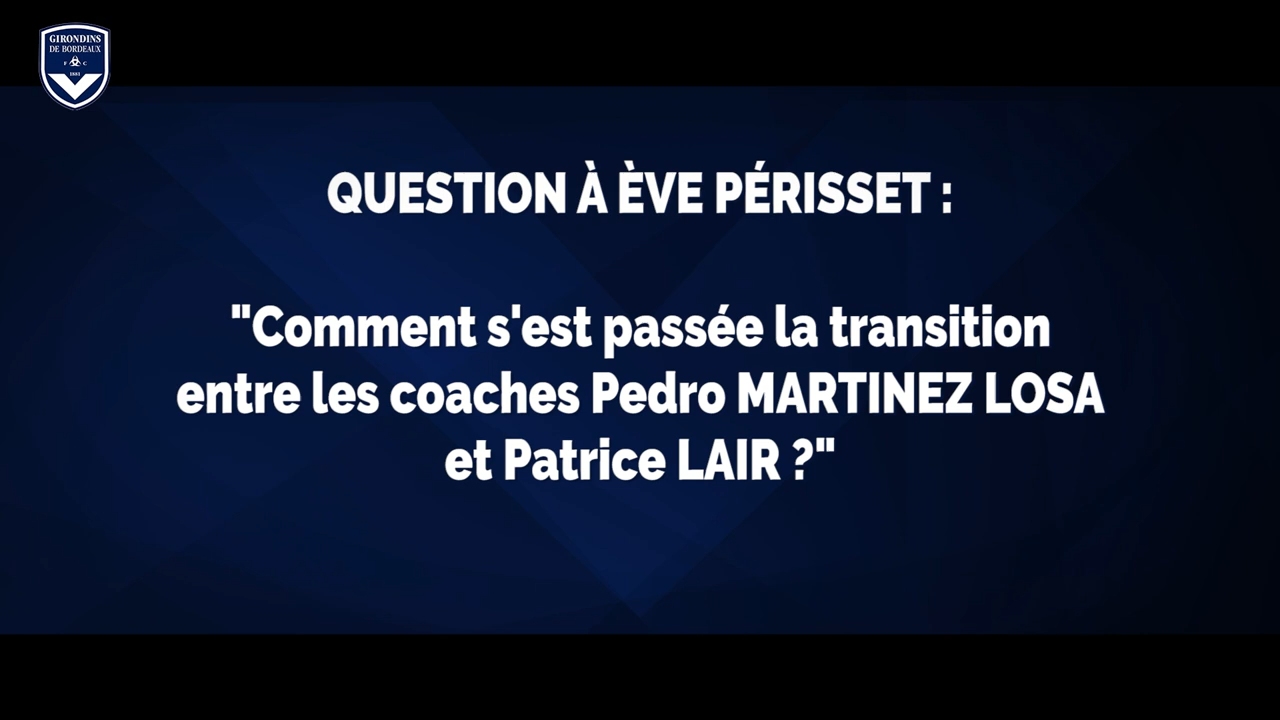 GIRONDINS
DE BORDEAUX
F C
1881
QUESTION À ÈVE PÉRISSET :
"Comment s'est passée la transition
entre les coaches Pedro MARTINEZ LOSA
et Patrice LAIR ?"